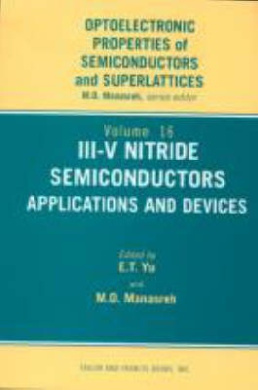 OPTOELECTRONIC
PROPERTIES of
SEMICONDUCTORS
and SUPERLATTICES
M.O. Manasreh, series editor
Volume 16
III-V NITRIDE
SEMICONDUCTORS
APPLICATIONS AND DEVICES
Edited by
E.T. Yu
and
M.O. Manasreh
TAYLOR AND FRANCIS BOOKS, INC.